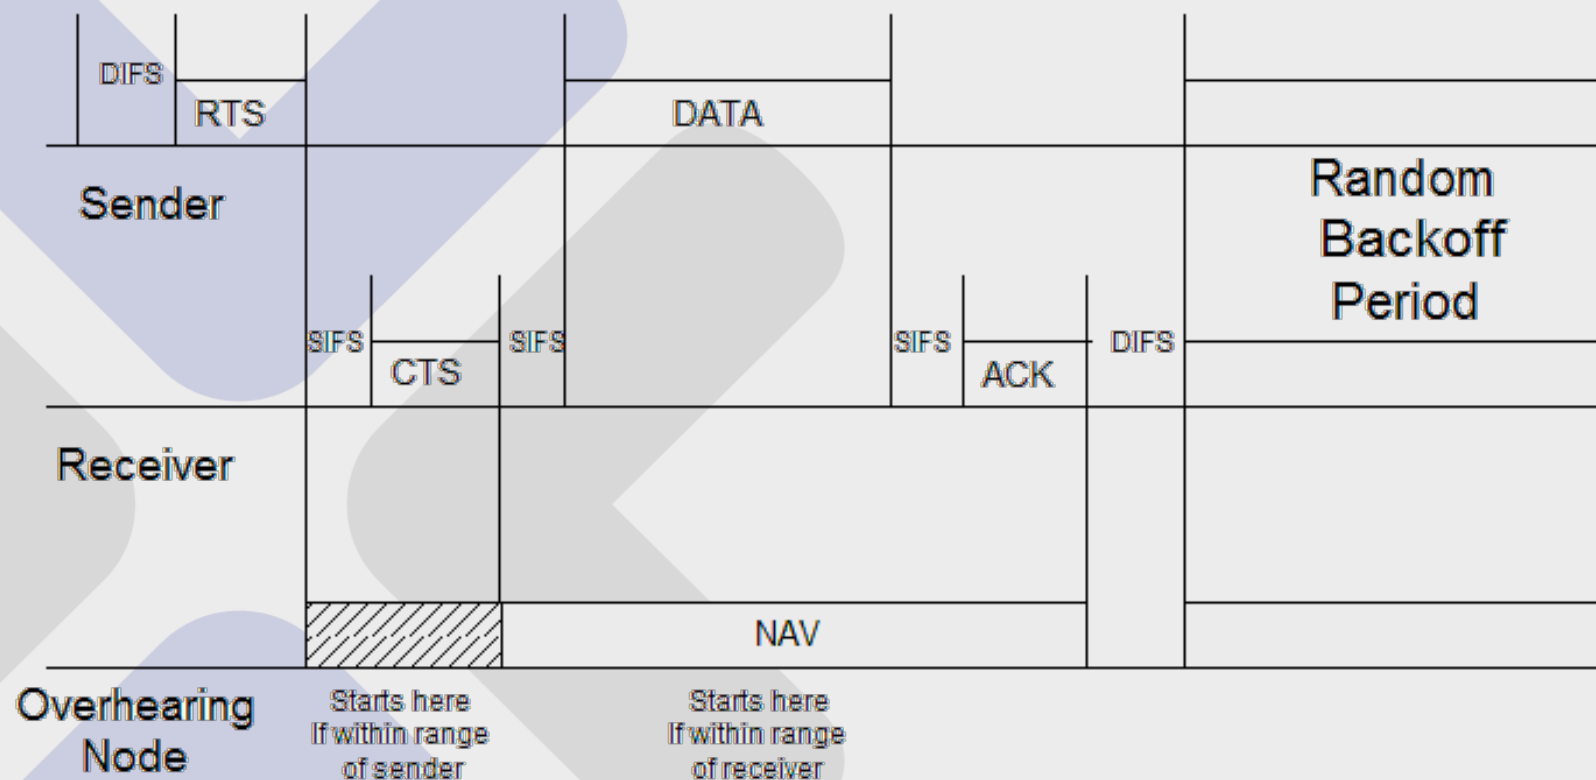 DIFS
RTS
DATA
Sender
Random
Backoff
Period
SIFS
CTS
SIFS
SIFS
ACK
DIFS
Receiver
NAV
Overhearing
Node
Starts here
If within range
of sender
Starts here
If within range
of receiver